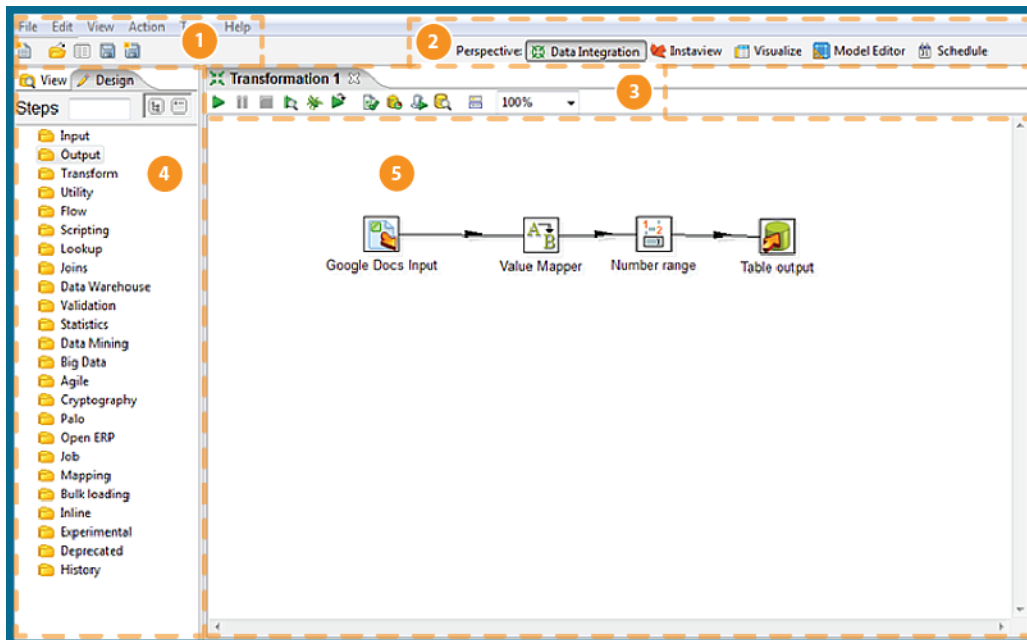 File Edit View Action Help
1
2
Perspective: Data Integration Instaview Visualize Model Editor Schedule
View Design
Transformation 1
Steps
100%
3
Input
Output
Transform
4
5
Utility
Flow
Scripting
Lookup
Joins
Data Warehouse
Validation
Statistics
Data Mining
Big Data
Agile
Cryptography
Palo
Open ERP
Job
Mapping
Bulk loading
Inline
Experimental
Deprecated
History
Google Docs Input
Value Mapper
Number range
Table output